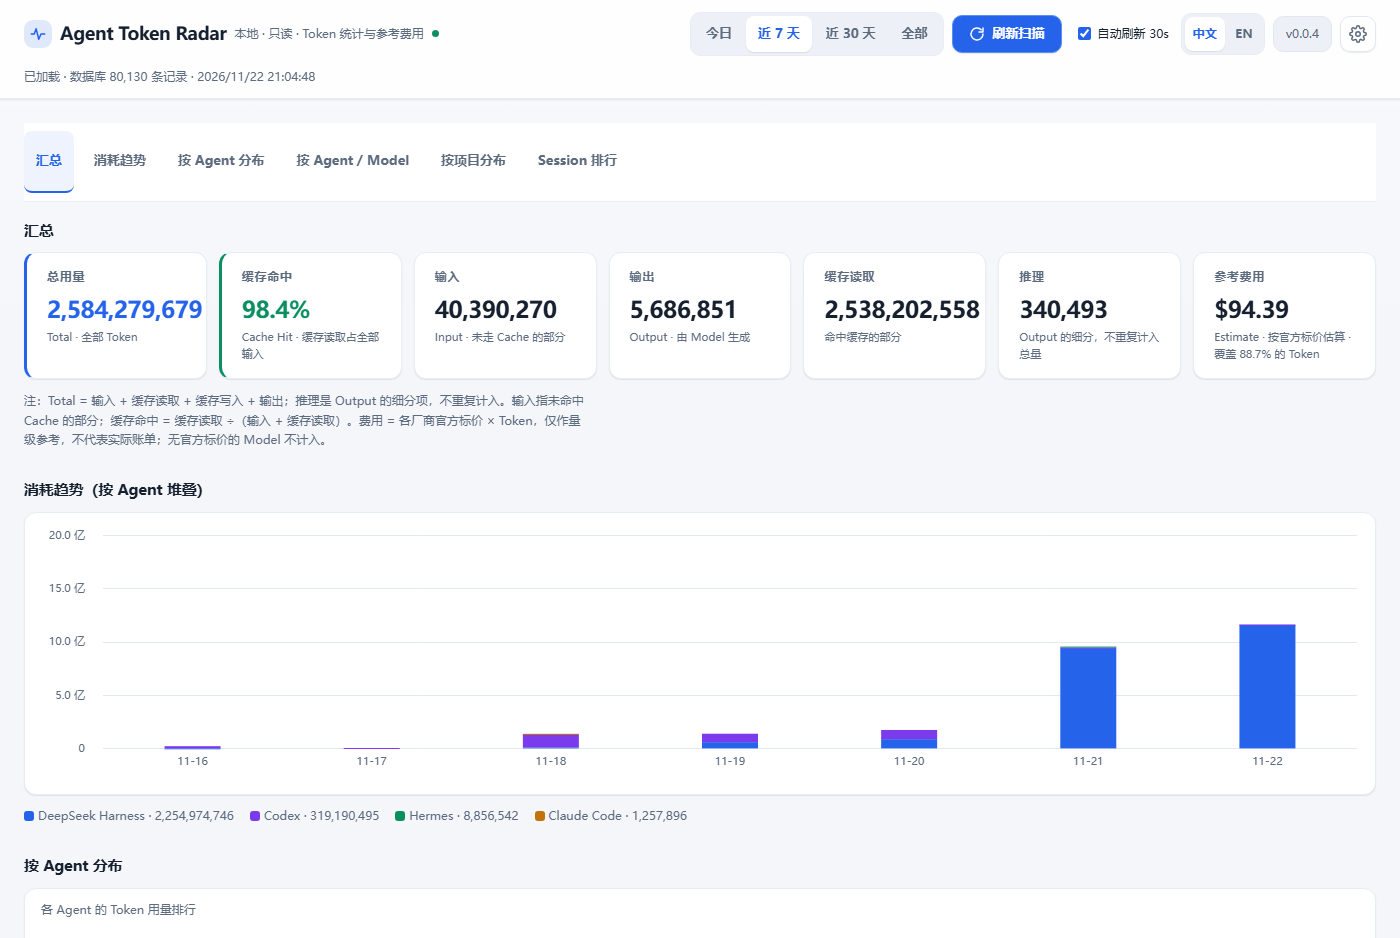 Agent Token Radar 本地 · 只读 · Token 统计与参考费用
今日 近 7 天 近 30 天 全部 刷新扫描 自动刷新 30s 中文 EN v0.0.4
已加载 · 数据库 80,130 条记录 · 2026/11/22 21:04:48
汇总 消耗趋势 按 Agent 分布 按 Agent / Model 按项目分布 Session 排行
汇总
总用量
2,584,279,679
Total · 全部 Token
缓存命中
98.4%
Cache Hit · 缓存读取占全部
输入
输入
40,390,270
Input · 未走 Cache 的部分
输出
5,686,851
Output · 由 Model 生成
缓存读取
2,538,202,558
命中缓存的部分
推理
340,493
Output 的细分，不重复计入
总量
参考费用
$94.39
Estimate · 按官方标价估算 ·
覆盖 88.7% 的 Token
注：Total = 输入 + 缓存读取 + 缓存写入 + 输出；推理是 Output 的细分项，不重复计入。输入指未命中
Cache 的部分；缓存命中 = 缓存读取 ÷（输入 + 缓存读取）。费用 = 各厂商官方标价 × Token，仅作量
级参考，不代表实际账单；无官方标价的 Model 不计入。
消耗趋势（按 Agent 堆叠）
20.0 亿
15.0 亿
10.0 亿
5.0 亿
0
11-16 11-17 11-18 11-19 11-20 11-21 11-22
DeepSeek Harness · 2,254,974,746 Codex · 319,190,495 Hermes · 8,856,542 Claude Code · 1,257,896
按 Agent 分布
各 Agent 的 Token 用量排行